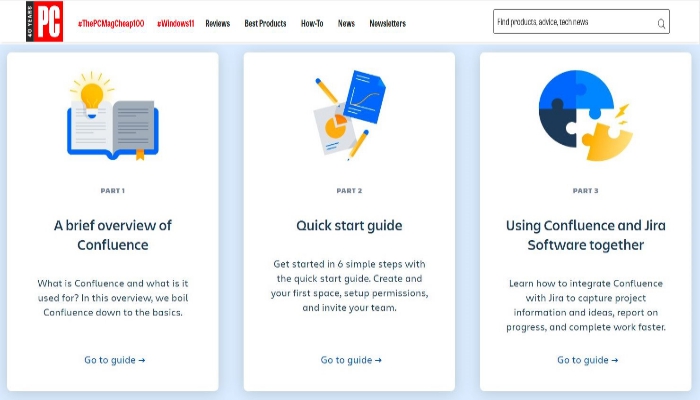 40 YEARS
PC
#ThePCMagCheap100 #Windows11 Reviews Best Products How-To News Newsletters
Find products, advice, tech news
PART 1
A brief overview of
Confluence
What is Confluence and what is it
used for? In this overview, we boil
Confluence down to the basics.
Go to guide →
PART 2
Quick start guide
Get started in 6 simple steps with
the quick start guide. Create and
your first space, setup permissions,
and invite your team.
Go to guide →
PART 3
Using Confluence and Jira
Software together
Learn how to integrate Confluence
with Jira to capture project
information and ideas, report on
progress, and complete work faster.
Go to guide →